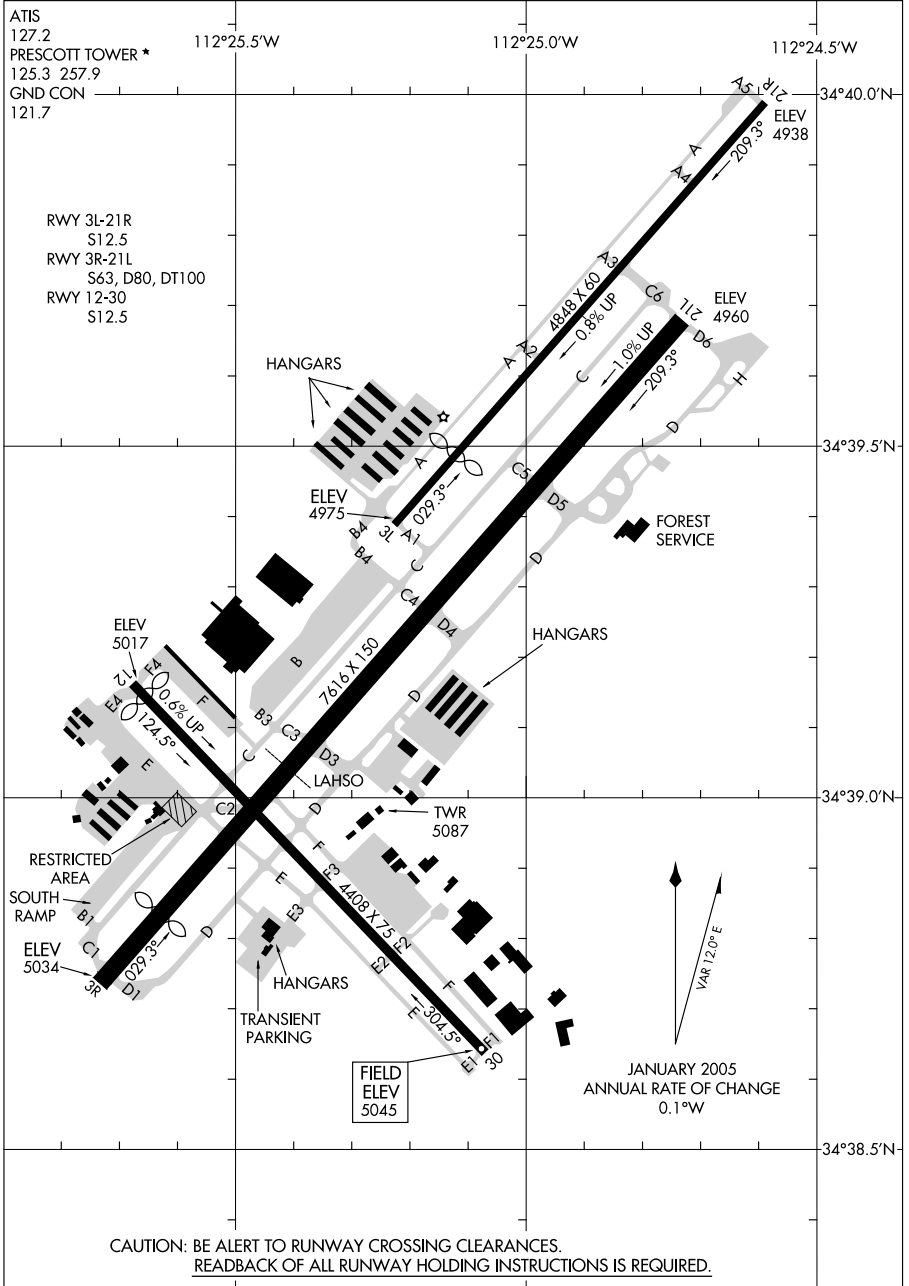 ATIS
127.2
PRESCOTT TOWER *
125.3 257.9
GND CON
121.7
112°25.5'W
112°25.0'W
112°24.5'W
34°40.0'N
A5
21R
ELEV
4938
209.3°
A
A4
RWY 3L-21R
S12.5
RWY 3R-21L
S63, D80, DT100
RWY 12-30
S12.5
A3
C6
4848 X 60
0.8% UP
21L
ELEV
4960
D6
1.0% UP
209.3°
A2
A
C
H
HANGARS
D
34°39.5'N
A
C5
D5
029.3°
ELEV
4975
3L
A1
B4
B4
C
FOREST
SERVICE
D
C4
D4
HANGARS
ELEV
5017
12
F4
E4
0.6% UP
124.5°
F
B
7616 X 150
D
B3
C3
D3
C
E
LAHSO
34°39.0'N
C2
D
TWR
5087
RESTRICTED
AREA
SOUTH
RAMP
B1
C1
ELEV
5034
3R
D1
029.3°
D
E
E3
F
F3
4408 X 75
F2
E2
F
E
304.5°
HANGARS
TRANSIENT
PARKING
F1
E1
30
FIELD
ELEV
5045
VAR 12.0° E
JANUARY 2005
ANNUAL RATE OF CHANGE
0.1°W
34°38.5'N
CAUTION: BE ALERT TO RUNWAY CROSSING CLEARANCES.
READBACK OF ALL RUNWAY HOLDING INSTRUCTIONS IS REQUIRED.